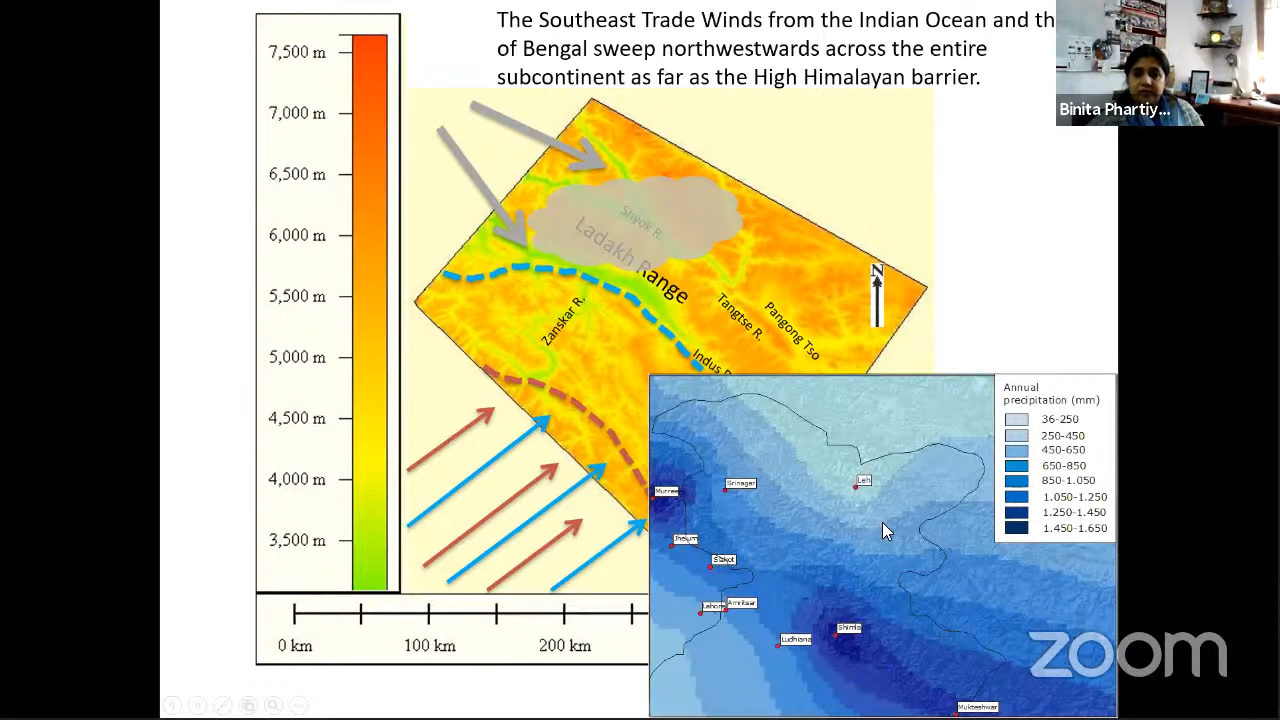 The Southeast Trade Winds from the Indian Ocean and th
of Bengal sweep northwestwards across the entire
subcontinent as far as the High Himalayan barrier.
Binita Phartiy...
7,500 m
7,000 m
6,500 m
6,000 m
5,500 m
5,000 m
4,500 m
4,000 m
3,500 m
0 km
100 km
200 km
Shyok R.
Ladakh Range
Zanskar R.
Tangtse R.
Pangong Tso
Indus
N
Annual
precipitation (mm)
36-250
250-450
450-650
650-850
850-1.050
1.050-1.250
1.250-1.450
1.450-1.650
Leh
Srinagar
Murree
Jhelum
Sialkot
Lahore
Amritsar
Ludhiana
Shimla
Mukteshwar
zoom